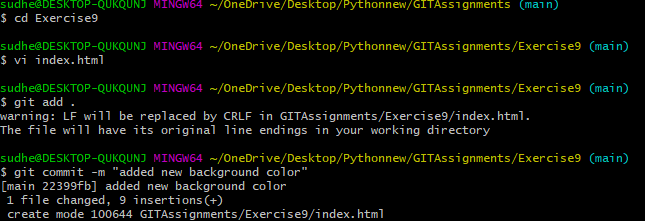 sudhe@DESKTOP-QUKQUNJ MINGW64 ~/OneDrive/Desktop/Pythonnew/GITAssignments (main)
$ cd Exercise9
sudhe@DESKTOP-QUKQUNJ MINGW64 ~/OneDrive/Desktop/Pythonnew/GITAssignments/Exercise9 (main)
$ vi index.html
sudhe@DESKTOP-QUKQUNJ MINGW64 ~/OneDrive/Desktop/Pythonnew/GITAssignments/Exercise9 (main)
$ git add .
warning: LF will be replaced by CRLF in GITAssignments/Exercise9/index.html.
The file will have its original line endings in your working directory
sudhe@DESKTOP-QUKQUNJ MINGW64 ~/OneDrive/Desktop/Pythonnew/GITAssignments/Exercise9 (main)
$ git commit -m "added new background color"
[main 22399fb] added new background color
1 file changed, 9 insertions(+)
create mode 100644 GITAssignments/Exercise9/index.html